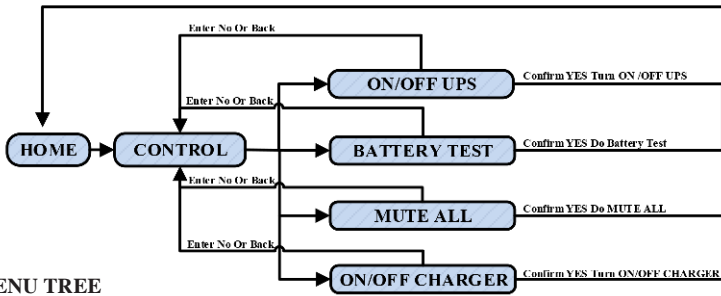 Enter No Or Back
ON/OFF UPS
Confirm YES Turn ON /OFF UPS
Enter No Or Back
HOME
CONTROL
BATTERY TEST
Confirm YES Do Battery Test
Enter No Or Back
MUTE ALL
Confirm YES Do MUTE ALL
Enter No Or Back
ON/OFF CHARGER
Confirm YES Turn ON/OFF CHARGER
ENU TREE